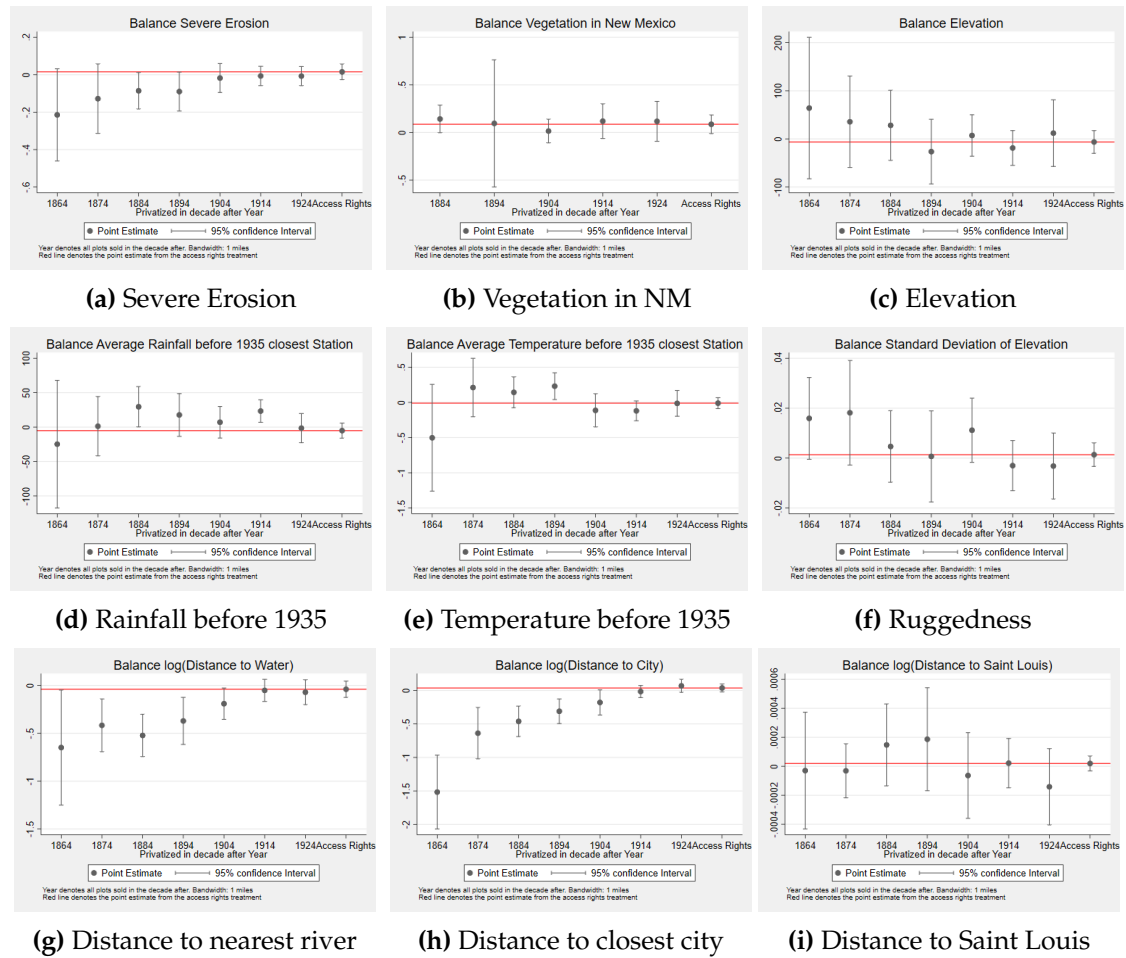 Balance Severe Erosion
.2
0
-.2
-.4
-.6
1864 1874 1884 1894 1904 1914 1924Access Rights
Privatized in decade after Year
Point Estimate 95% confidence Interval
Year denotes all plots sold in the decade after. Bandwidth: 1 miles
Red line denotes the point estimate from the access rights treatment
(a) Severe Erosion
Balance Vegetation in New Mexico
1
.5
0
-.5
1884 1894 1904 1914 1924 Access Rights
Privatized in decade after Year
Point Estimate 95% confidence Interval
Year denotes all plots sold in the decade after. Bandwidth: 1 miles
Red line denotes the point estimate from the access rights treatment
(b) Vegetation in NM
Balance Elevation
200
100
0
-100
1864 1874 1884 1894 1904 1914 1924Access Rights
Privatized in decade after Year
Point Estimate 95% confidence Interval
Year denotes all plots sold in the decade after. Bandwidth: 1 miles
Red line denotes the point estimate from the access rights treatment
(c) Elevation
Balance Average Rainfall before 1935 closest Station
100
50
0
-50
-100
1864 1874 1884 1894 1904 1914 1924Access Rights
Privatized in decade after Year
Point Estimate 95% confidence Interval
Year denotes all plots sold in the decade after. Bandwidth: 1 miles
Red line denotes the point estimate from the access rights treatment
(d) Rainfall before 1935
Balance Average Temperature before 1935 closest Station
.5
0
-.5
-1
-1.5
1864 1874 1884 1894 1904 1914 1924Access Rights
Privatized in decade after Year
Point Estimate 95% confidence Interval
Year denotes all plots sold in the decade after. Bandwidth: 1 miles
Red line denotes the point estimate from the access rights treatment
(e) Temperature before 1935
Balance Standard Deviation of Elevation
.04
.02
0
-.02
1864 1874 1884 1894 1904 1914 1924Access Rights
Privatized in decade after Year
Point Estimate 95% confidence Interval
Year denotes all plots sold in the decade after. Bandwidth: 1 miles
Red line denotes the point estimate from the access rights treatment
(f) Ruggedness
Balance log(Distance to Water)
0
-.5
-1
-1.5
1864 1874 1884 1894 1904 1914 1924Access Rights
Privatized in decade after Year
Point Estimate 95% confidence Interval
Year denotes all plots sold in the decade after. Bandwidth: 1 miles
Red line denotes the point estimate from the access rights treatment
(g) Distance to nearest river
Balance log(Distance to City)
0
-.5
-1
-1.5
-2
1864 1874 1884 1894 1904 1914 1924Access Rights
Privatized in decade after Year
Point Estimate 95% confidence Interval
Year denotes all plots sold in the decade after. Bandwidth: 1 miles
Red line denotes the point estimate from the access rights treatment
(h) Distance to closest city
Balance log(Distance to Saint Louis)
.0006
.0004
.0002
0
-.0002
-.0004
1864 1874 1884 1894 1904 1914 1924Access Rights
Privatized in decade after Year
Point Estimate 95% confidence Interval
Year denotes all plots sold in the decade after. Bandwidth: 1 miles
Red line denotes the point estimate from the access rights treatment
(i) Distance to Saint Louis